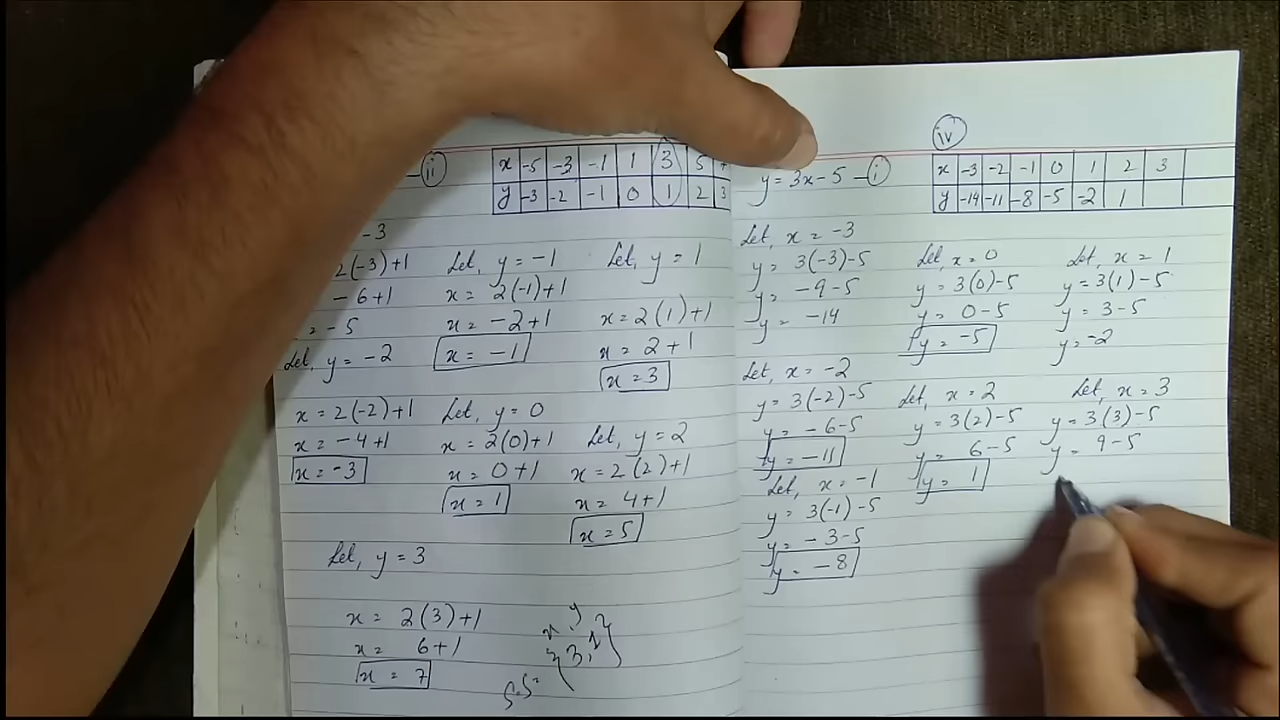 ii
x -5 -3 -1 1 3 5
y -3 -2 -1 0 1 2 3
-3
2(-3)+1
-6+1
= -5
Let, y = -2
x = 2(-2)+1
x = -4+1
x = -3
Let, y = -1
x = 2(-1)+1
x = -2+1
x = -1
Let, y = 0
x = 2(0)+1
x = 0+1
x = 1
Let, y = 1
x = 2(1)+1
x = 2+1
x = 3
Let, y = 2
x = 2(2)+1
x = 4+1
x = 5
Let, y = 3
x = 2(3)+1
x = 6+1
x = 7
x, y
{3,1}
S.S=
iv
y = 3x-5 — i
x -3 -2 -1 0 1 2 3
y -14 -11 -8 -5 -2 1
Let, x = -3
y = 3(-3)-5
y = -9-5
y = -14
Let, x = -2
y = 3(-2)-5
y = -6-5
y = -11
Let, x = -1
y = 3(-1)-5
y = -3-5
y = -8
Let, x = 0
y = 3(0)-5
y = 0-5
y = -5
Let, x = 2
y = 3(2)-5
y = 6-5
y = 1
Let, x = 1
y = 3(1)-5
y = 3-5
y = -2
Let, x = 3
y = 3(3)-5
y = 9-5